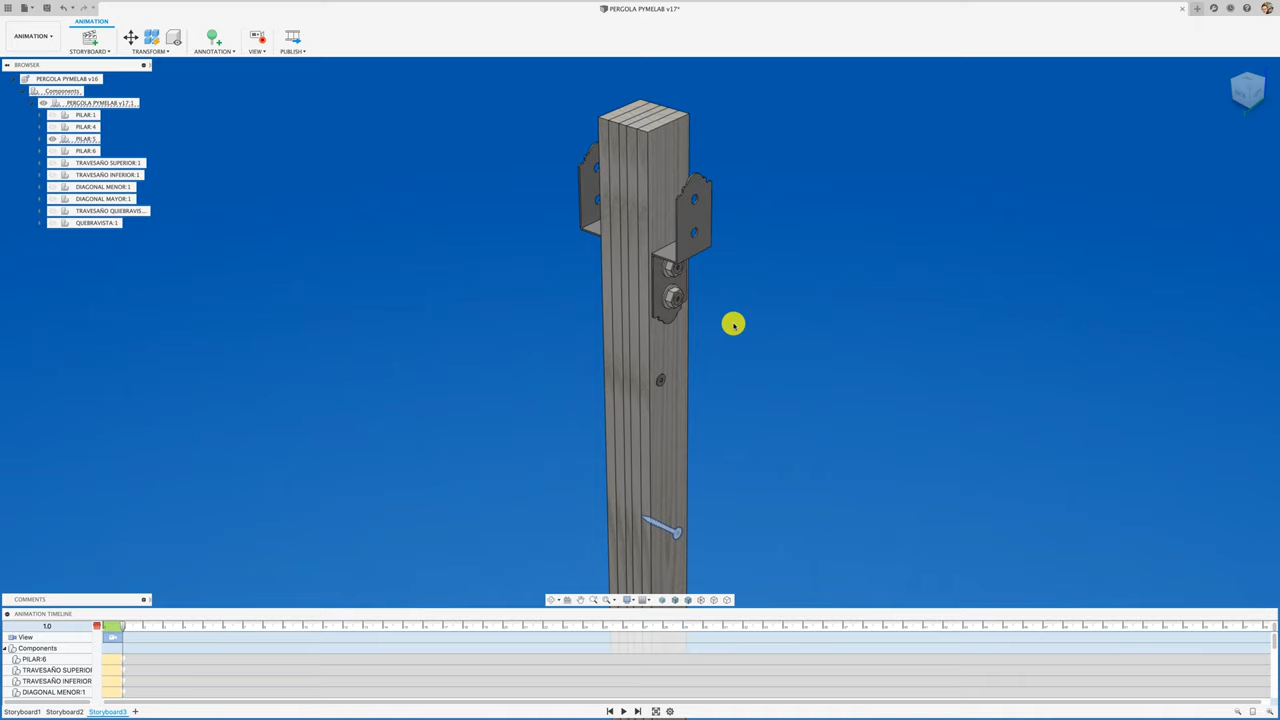 PERGOLA PYMELAB v17*
ANIMATION
ANIMATION
STORYBOARD
TRANSFORM
ANNOTATION
VIEW
PUBLISH
BROWSER
PERGOLA PYMELAB v16
Components
PERGOLA PYMELAB v17:1
PILAR:1
PILAR:4
PILAR:5
PILAR:6
TRAVESAÑO SUPERIOR:1
TRAVESAÑO INFERIOR:1
DIAGONAL MENOR:1
DIAGONAL MAYOR:1
TRAVESAÑO QUIEBRAVIS...
QUIEBRAVISTA:1
COMMENTS
ANIMATION TIMELINE
1.0
View
Components
PILAR:6
TRAVESAÑO SUPERIOR
TRAVESAÑO INFERIOR
DIAGONAL MENOR:1
Storyboard1 Storyboard2 Storyboard3